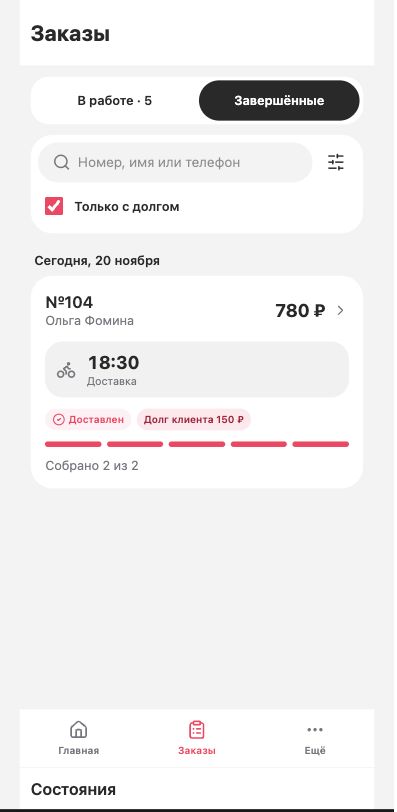 Заказы
В работе · 5
Завершённые
Номер, имя или телефон
Только с долгом
Сегодня, 20 ноября
№104
780 ₽
Ольга Фомина
18:30
Доставка
Доставлен
Долг клиента 150 ₽
Собрано 2 из 2
Главная
Заказы
Ещё
Состояния